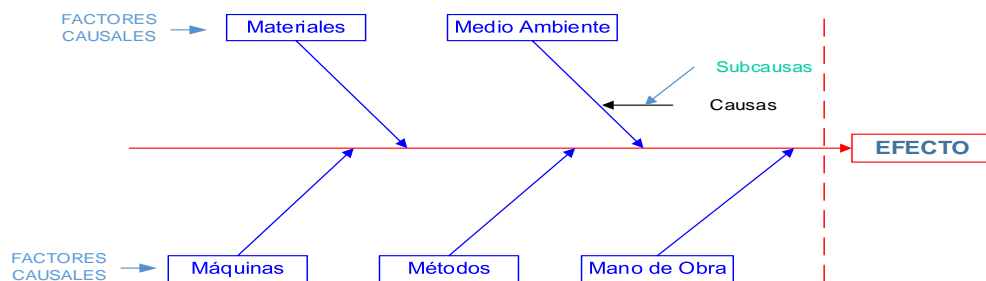 FACTORES
CAUSALES
Materiales
Medio Ambiente
Subcausas
Causas
EFECTO
FACTORES
CAUSALES
Máquinas
Métodos
Mano de Obra